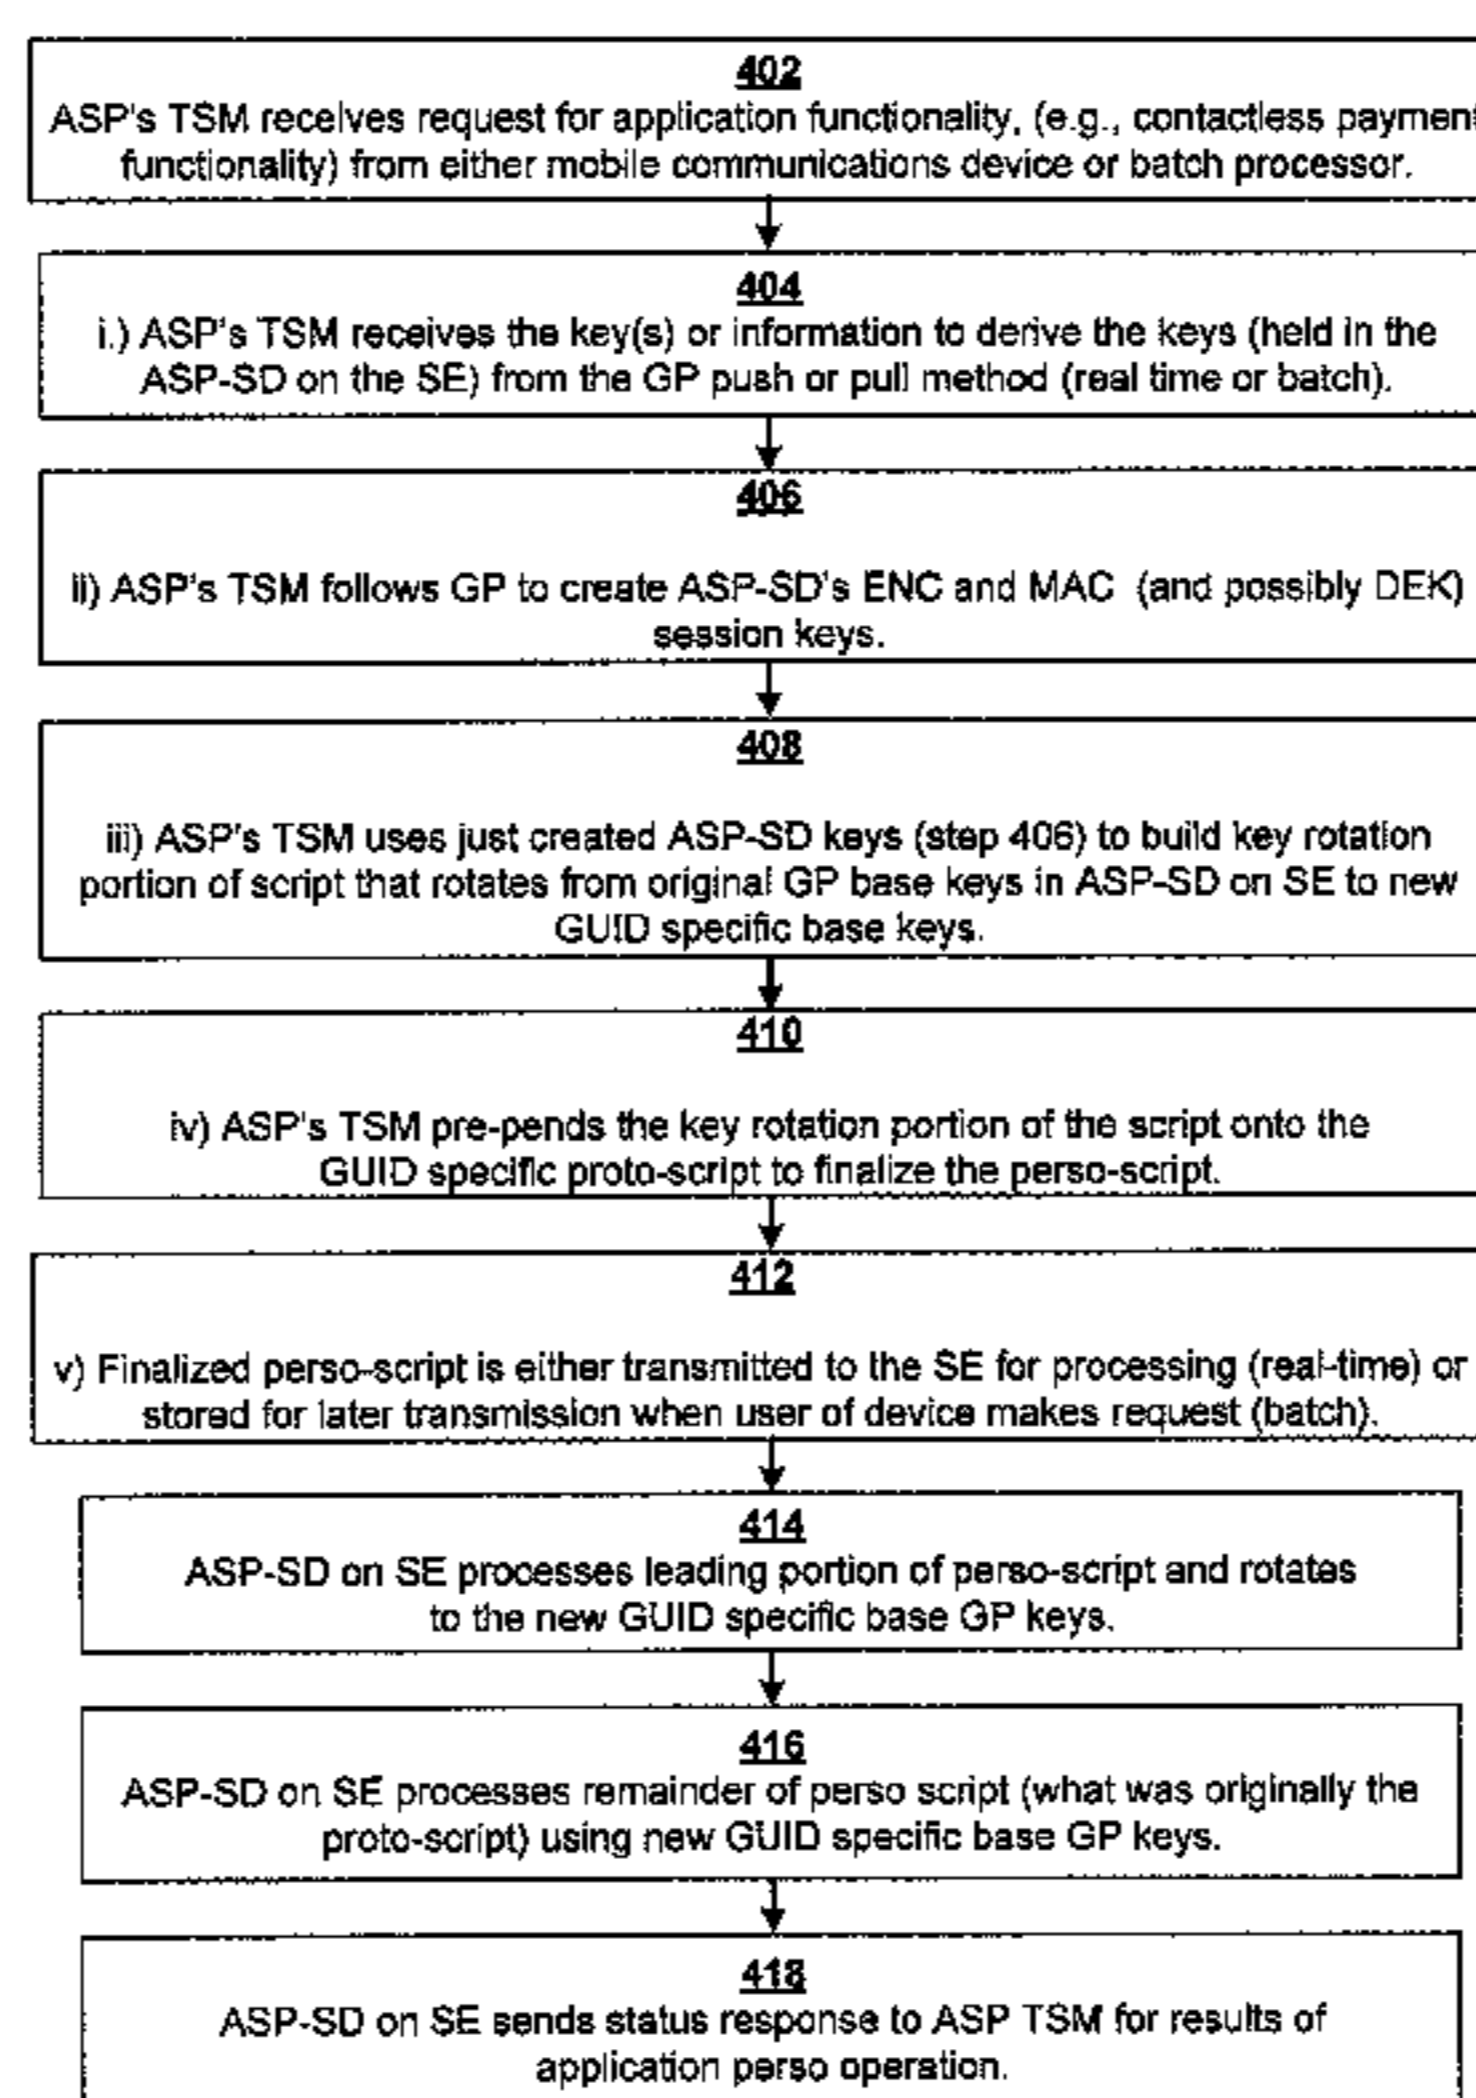 402
ASP's TSM receives request for application functionality, (e.g., contactless payment
functionality) from either mobile communications device or batch processor.
404
i.) ASP's TSM receives the key(s) or information to derive the keys (held in the
ASP-SD on the SE) from the GP push or pull method (real time or batch).
406
ii) ASP's TSM follows GP to create ASP-SD's ENC and MAC (and possibly DEK)
session keys.
408
iii) ASP's TSM uses just created ASP-SD keys (step 406) to build key rotation
portion of script that rotates from original GP base keys in ASP-SD on SE to new
GUID specific base keys.
410
iv) ASP's TSM pre-pends the key rotation portion of the script onto the
GUID specific proto-script to finalize the perso-script.
412
v) Finalized perso-script is either transmitted to the SE for processing (real-time) or
stored for later transmission when user of device makes request (batch).
414
ASP-SD on SE processes leading portion of perso-script and rotates
to the new GUID specific base GP keys.
416
ASP-SD on SE processes remainder of perso script (what was originally the
proto-script) using new GUID specific base GP keys.
418
ASP-SD on SE sends status response to ASP TSM for results of
application perso operation.